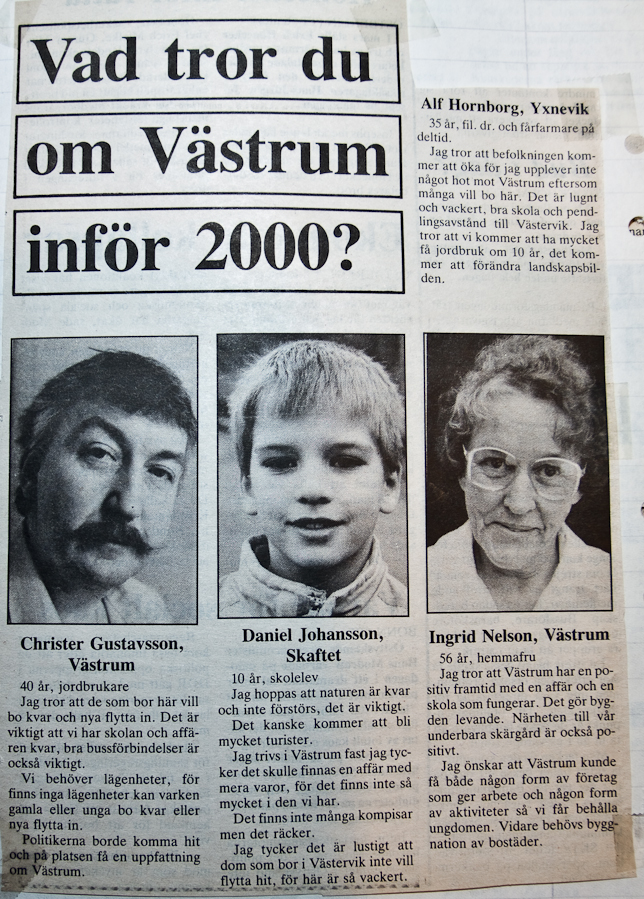 Vad tror du
om Västrum
inför 2000?
Alf Hornborg, Yxnevik
35 år, fil. dr. och fårfarmare på
deltid.
Jag tror att befolkningen kom-
mer att öka för jag upplever inte
något hot mot Västrum eftersom
många vill bo här. Det är lugnt
och vackert, bra skola och pend-
lingsavstånd till Västervik. Jag
tror att vi kommer att ha mycket
få jordbruk om 10 år, det kom-
mer att förändra landskapsbil-
den.
Christer Gustavsson,
Västrum
40 år, jordbrukare
Jag tror att de som bor här vill
bo kvar och nya flytta in. Det är
viktigt att vi har skolan och affä-
ren kvar, bra bussförbindelser är
också viktigt.
Vi behöver lägenheter, för
finns inga lägenheter kan varken
gamla eller unga bo kvar eller
nya flytta in.
Politikerna borde komma hit
och på platsen få en uppfattning
om Västrum.
Daniel Johansson,
Skaftet
10 år, skolelev
Jag hoppas att naturen är kvar
och inte förstörs, det är viktigt.
Det kanske kommer att bli
mycket turister.
Jag trivs i Västrum fast jag tyc-
ker det skulle finnas en affär med
mera varor, för det finns inte så
mycket i den vi har.
Det finns inte många kompisar
men det räcker.
Jag tycker det är lustigt att
dom som bor i Västervik inte vill
flytta hit, för här är så vackert.
Ingrid Nelson, Västrum
56 år, hemmafru
Jag tror att Västrum har en po-
sitiv framtid med en affär och en
skola som fungerar. Det gör byg-
den levande. Närheten till vår
underbara skärgård är också po-
sitivt.
Jag önskar att Västrum kunde
få både någon form av företag
som ger arbete och någon form
av aktiviteter så vi får behålla
ungdomen. Vidare behövs bygg-
nation av bostäder.